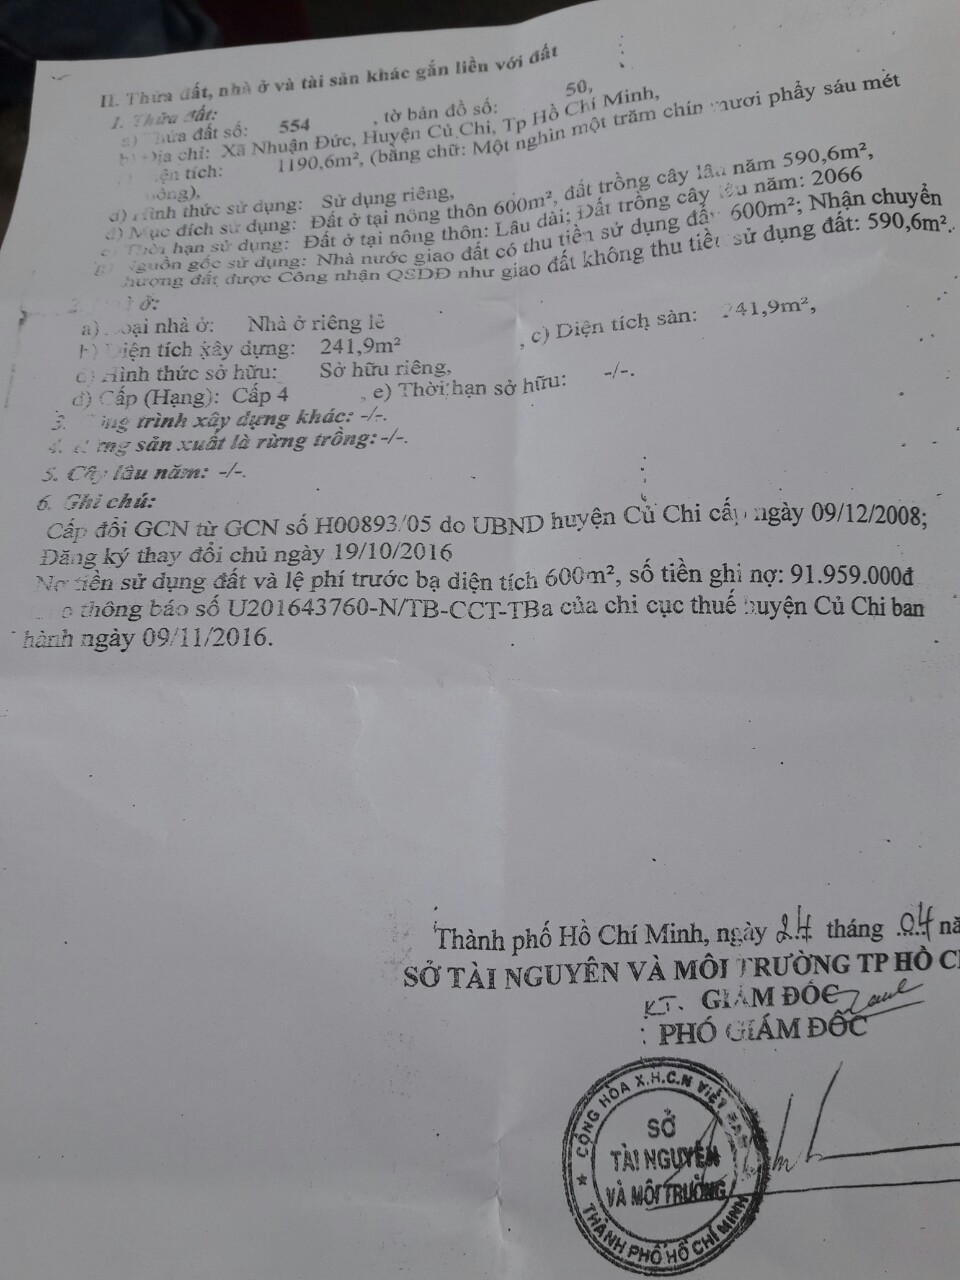 II. Thửa đất, nhà ở và tài sản khác gắn liền với đất
1. Thửa đất:
a) Thửa đất số: 554 , tờ bản đồ số: 50,
b) Địa chỉ: Xã Nhuận Đức, Huyện Củ Chi, Tp Hồ Chí Minh,
tích: 1190,6m², (bằng chữ: Một nghìn một trăm chín mươi phẩy sáu mét
vuông),
d) Hình thức sử dụng: Sử dụng riêng,
đ) Mục đích sử dụng: Đất ở tại nông thôn 600m², đất trồng cây lâu năm 590,6m²,
e) Thời hạn sử dụng: Đất ở tại nông thôn: Lâu dài; Đất trồng cây lâu năm: 2066
g) Nguồn gốc sử dụng: Nhà nước giao đất có thu tiền sử dụng đất 600m²; Nhận chuyển
nhượng đất được Công nhận QSDĐ như giao đất không thu tiền sử dụng đất: 590,6m².
2. ở:
a) Loại nhà ở: Nhà ở riêng lẻ
b) Diện tích xây dựng: 241,9m² , c) Diện tích sàn: 241,9m²,
Hình thức sở hữu: Sở hữu riêng,
đ) Cấp (Hạng): Cấp 4 , e) Thời hạn sở hữu: -/-.
3. trình xây dựng khác: -/-.
4. Rừng sản xuất là rừng trồng: -/-.
5. Cây lâu năm: -/-.
6. Ghi chú:
Cấp đổi GCN từ GCN số H00893/05 do UBND huyện Củ Chi cấp ngày 09/12/2008;
Đăng ký thay đổi chủ ngày 19/10/2016
Nợ tiền sử dụng đất và lệ phí trước bạ diện tích 600m², số tiền ghi nợ: 91.959.000đ
thông báo số U201643760-N/TB-CCT-TBa của chi cục thuế huyện Củ Chi ban
hành ngày 09/11/2016.
Thành phố Hồ Chí Minh, ngày 24 tháng 04 nă
SỞ TÀI NGUYÊN VÀ MÔI TRƯỜNG TP HỒ C
KT. GIÁM ĐỐC
PHÓ GIÁM ĐỐC
CỘNG HÒA X.H.C.N VIỆT NAM
SỞ
TÀI NGUYÊN
VÀ MÔI TRƯỜNG
THÀNH PHỐ HỒ CHÍ MINH